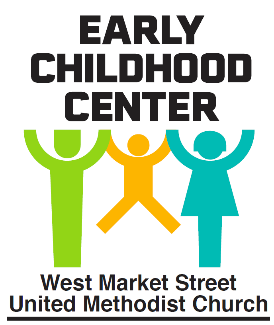 EARLY
CHILDHOOD
CENTER
West Market Street
United Methodist Church